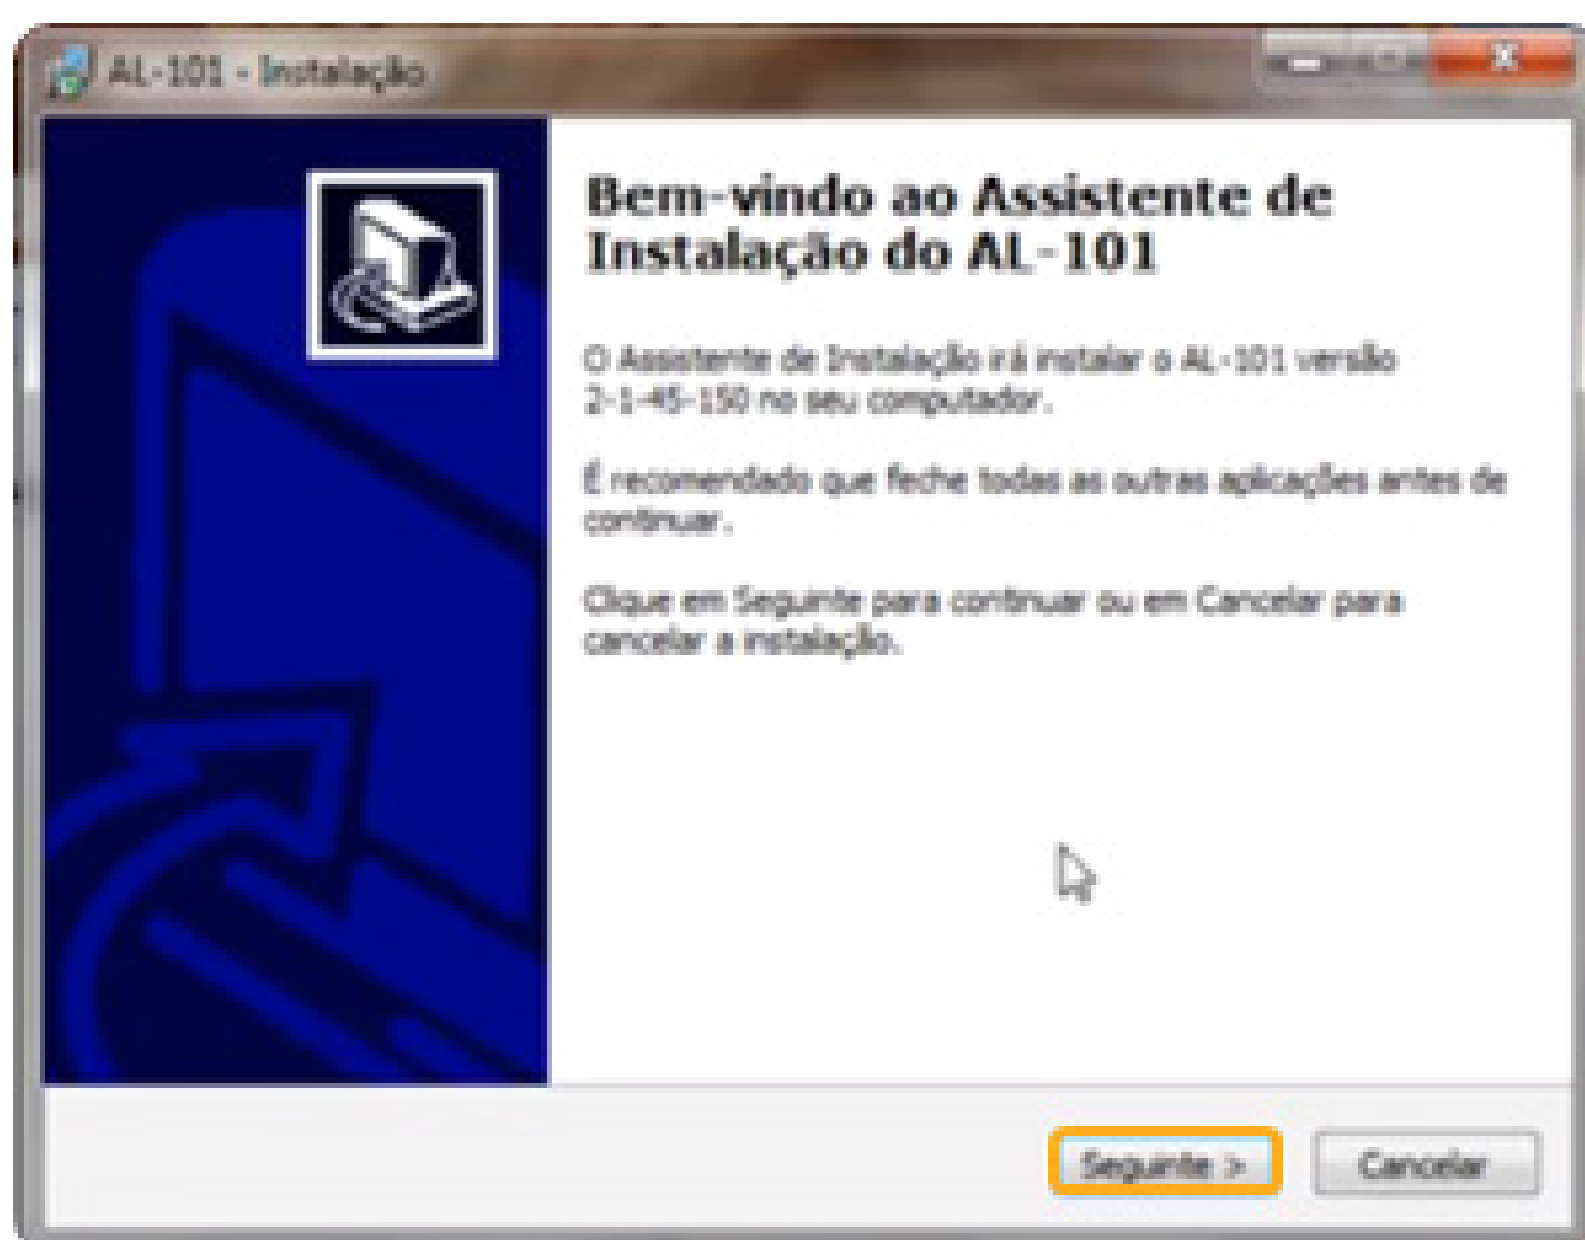 AL-101 - Instalação
Bem-vindo ao Assistente de
Instalação do AL-101
O Assistente de Instalação irá instalar o AL-101 versão
2-1-45-150 no seu computador.
É recomendado que feche todas as outras aplicações antes de
continuar.
Clique em Seguinte para continuar ou em Cancelar para
cancelar a instalação.
Seguinte >
Cancelar